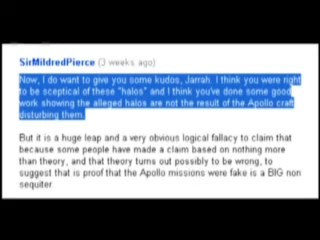 SirMildredPierce (3 weeks ago)
Now, I do want to give you some kudos, Jarrah. I think you were right
to be sceptical of these "halos" and I think you've done some good
work showing the alleged halos are not the result of the Apollo craft
disturbing them.
But it is a huge leap and a very obvious logical fallacy to claim that
because some people have made a claim based on nothing more
than theory, and that theory turns out possibly to be wrong, to
suggest that is proof that the Apollo missions were fake is a BIG non
sequiter.